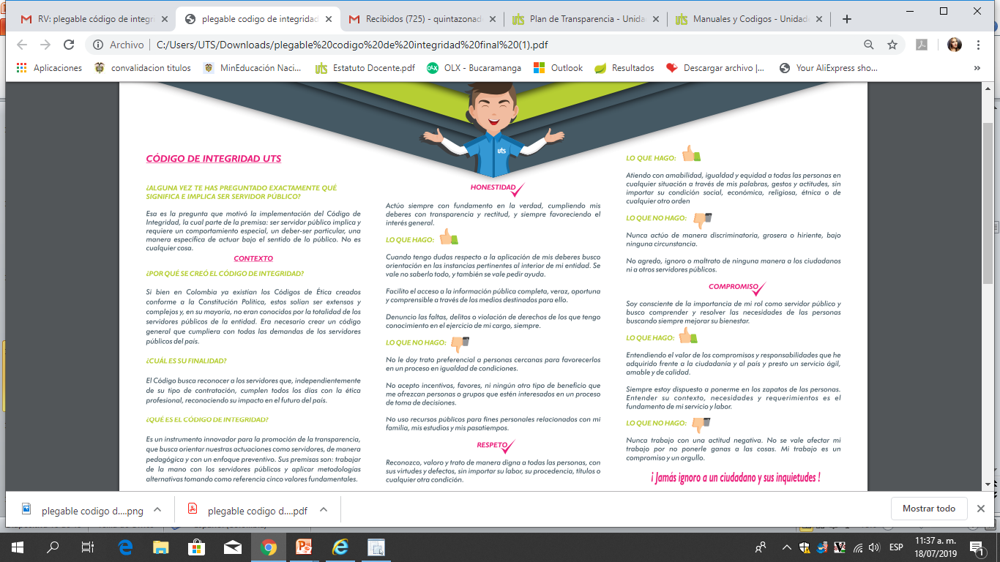 RV: plegable código de integr
plegable codigo de integridad
Recibidos (725) - quintazonad
Plan de Transparencia - Unida
Manuales y Codigos - Unidad
Archivo
C:/Users/UTS/Downloads/plegable%20codigo%20de%20integridad%20final%20(1).pdf
Aplicaciones
convalidacion titulos
MinEducación Naci...
Estatuto Docente.pdf
OLX - Bucaramanga
Outlook
Resultados
Descargar archivo |...
Your AliExpress sho...
»
uts
CÓDIGO DE INTEGRIDAD UTS
¿ALGUNA VEZ TE HAS PREGUNTADO EXACTAMENTE QUÉ
SIGNIFICA E IMPLICA SER SERVIDOR PÚBLICO?
Esa es la pregunta que motivó la implementación del Código de
Integridad, la cual parte de la premisa: ser servidor público implica y
requiere un comportamiento especial, un deber-ser particular, una
manera específica de actuar bajo el sentido de lo público. No es
cualquier cosa.
CONTEXTO
¿POR QUÉ SE CREÓ EL CÓDIGO DE INTEGRIDAD?
Si bien en Colombia ya existían los Códigos de Ética creados
conforme a la Constitución Política, estos solían ser extensos y
complejos y, en su mayoría, no eran conocidos por la totalidad de los
servidores públicos de la entidad. Era necesario crear un código
general que cumpliera con todas las demandas de los servidores
públicos del país.
¿CUÁL ES SU FINALIDAD?
El Código busca reconocer a los servidores que, independientemente
de su tipo de contratación, cumplen todos los días con la ética
profesional, reconociendo su impacto en el futuro del país.
¿QUÉ ES EL CÓDIGO DE INTEGRIDAD?
Es un instrumento innovador para la promoción de la transparencia,
que busca orientar nuestras actuaciones como servidores, de manera
pedagógica y con un enfoque preventivo. Sus premisas son: trabajar
de la mano con los servidores públicos y aplicar metodologías
alternativas tomando como referencia cinco valores fundamentales.
HONESTIDAD
Actúo siempre con fundamento en la verdad, cumpliendo mis
deberes con transparencia y rectitud, y siempre favoreciendo el
interés general.
LO QUE HAGO:
Cuando tengo dudas respecto a la aplicación de mis deberes busco
orientación en las instancias pertinentes al interior de mi entidad. Se
vale no saberlo todo, y también se vale pedir ayuda.
Facilito el acceso a la información pública completa, veraz, oportuna
y comprensible a través de los medios destinados para ello.
Denuncio las faltas, delitos o violación de derechos de los que tengo
conocimiento en el ejercicio de mi cargo, siempre.
LO QUE NO HAGO:
No le doy trato preferencial a personas cercanas para favorecerlos
en un proceso en igualdad de condiciones.
No acepto incentivos, favores, ni ningún otro tipo de beneficio que
me ofrezcan personas o grupos que estén interesados en un proceso
de toma de decisiones.
No uso recursos públicos para fines personales relacionados con mi
familia, mis estudios y mis pasatiempos.
RESPETO
Reconozco, valoro y trato de manera digna a todas las personas, con
sus virtudes y defectos, sin importar su labor, su procedencia, títulos o
cualquier otra condición.
LO QUE HAGO:
Atiendo con amabilidad, igualdad y equidad a todas las personas en
cualquier situación a través de mis palabras, gestos y actitudes, sin
importar su condición social, económica, religiosa, étnica o de
cualquier otro orden
LO QUE NO HAGO:
Nunca actúo de manera discriminatoria, grosera o hiriente, bajo
ninguna circunstancia.
No agredo, ignoro o maltrato de ninguna manera a los ciudadanos
ni a otros servidores públicos.
COMPROMISO
Soy consciente de la importancia de mi rol como servidor público y
busco comprender y resolver las necesidades de las personas
buscando siempre mejorar su bienestar.
LO QUE HAGO:
Entendiendo el valor de los compromisos y responsabilidades que he
adquirido frente a la ciudadanía y al país y presto un servicio ágil,
amable y de calidad.
Siempre estoy dispuesto a ponerme en los zapatos de las personas.
Entender su contexto, necesidades y requerimientos es el
fundamento de mi servicio y labor.
LO QUE NO HAGO:
Nunca trabajo con una actitud negativa. No se vale afectar mi
trabajo por no ponerle ganas a las cosas. Mi trabajo es un
compromiso y un orgullo.
¡ Jamás ignoro a un ciudadano y sus inquietudes !
plegable codigo d....png
plegable codigo d....pdf
Mostrar todo
ESP
11:37 a. m.
18/07/2019
1